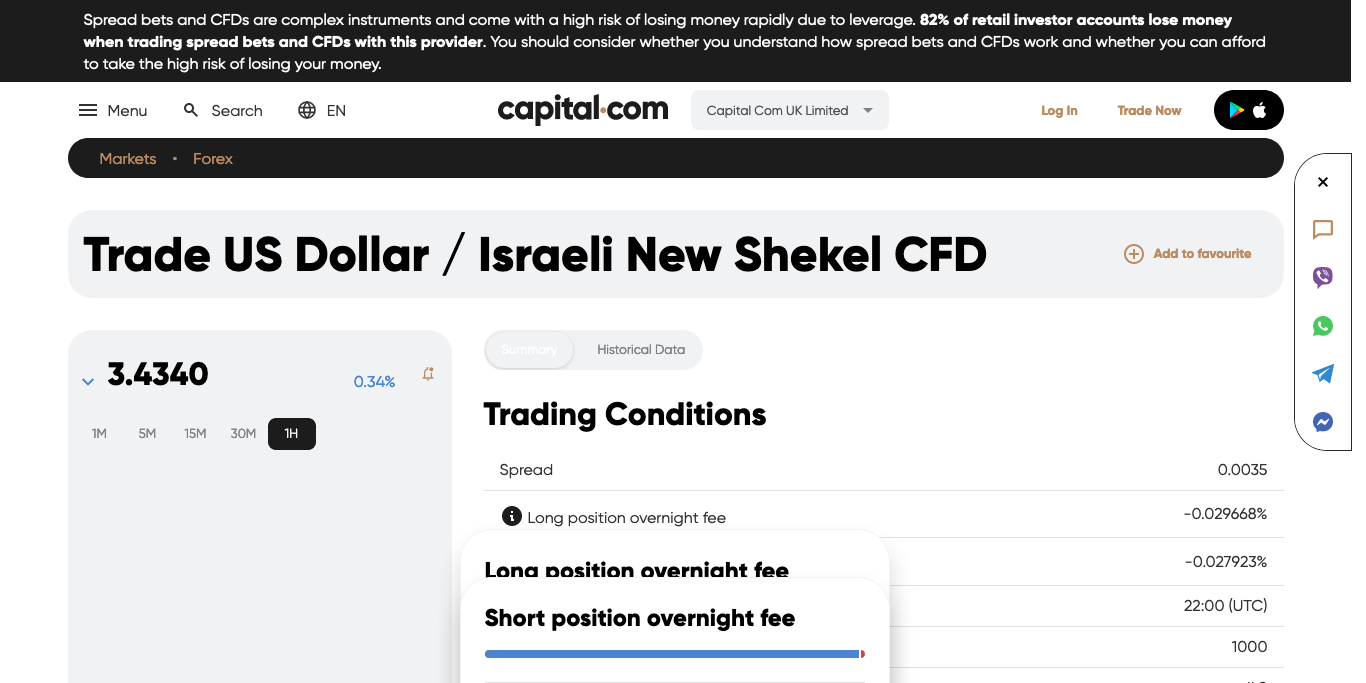 Spread bets and CFDs are complex instruments and come with a high risk of losing money rapidly due to leverage. 82% of retail investor accounts lose money
when trading spread bets and CFDs with this provider. You should consider whether you understand how spread bets and CFDs work and whether you can afford
to take the high risk of losing your money.
Menu Search EN capital.com Capital Com UK Limited Log In Trade Now
Markets • Forex
Trade US Dollar / Israeli New Shekel CFD Add to favourite
3.4340 0.34%
1M 5M 15M 30M 1H
Summary Historical Data
Trading Conditions
Spread 0.0035
Long position overnight fee -0.029668%
Long position overnight fee
-0.027923%
Short position overnight fee
22:00 (UTC)
1000